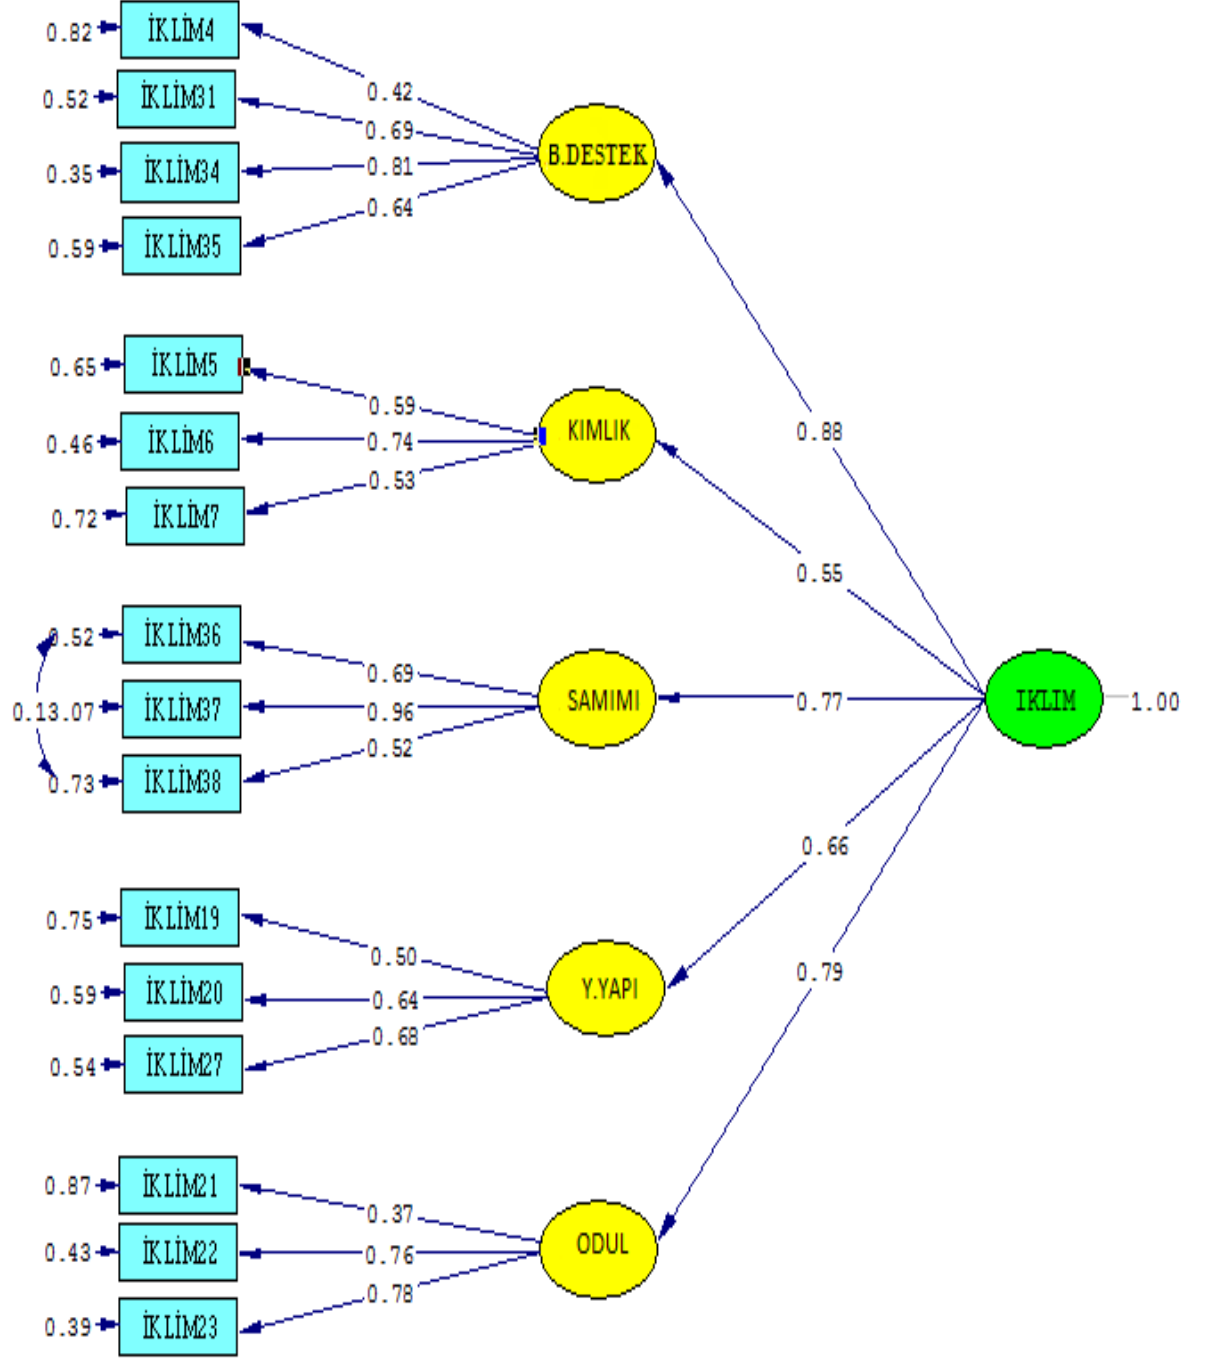 0.82 İKLİM4
0.42
0.52 İKLİM31
0.69
B.DESTEK
0.35 İKLİM34
0.81
0.64
0.59 İKLİM35
0.65 İKLİM5
0.59
KIMLIK
0.88
0.46 İKLİM6
0.74
0.53
0.72 İKLİM7
0.55
0.52 İKLİM36
0.69
0.13.07 İKLİM37
0.96
SAMIMI
0.77
IKLIM
1.00
0.52
0.73 İKLİM38
0.66
0.75 İKLİM19
0.50
0.79
0.59 İKLİM20
0.64
Y.YAPI
0.68
0.54 İKLİM27
0.87 İKLİM21
0.37
0.43 İKLİM22
0.76
ODUL
0.78
0.39 İKLİM23